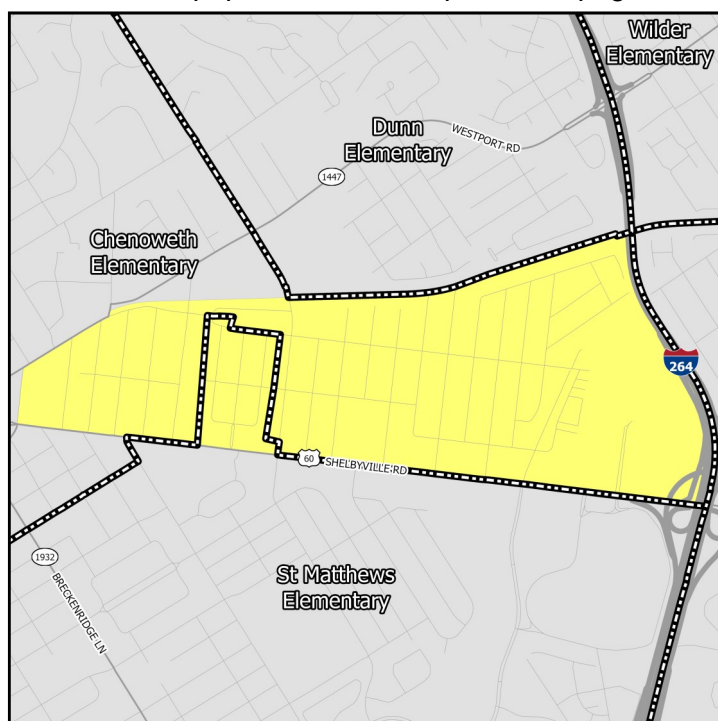 Wilder
Elementary
Dunn
Elementary
WESTPORT RD
1447
Chenoweth
Elementary
264
60
SHELBYVILLE RD
1932
BRECKENRIDGE LN
St Matthews
Elementary